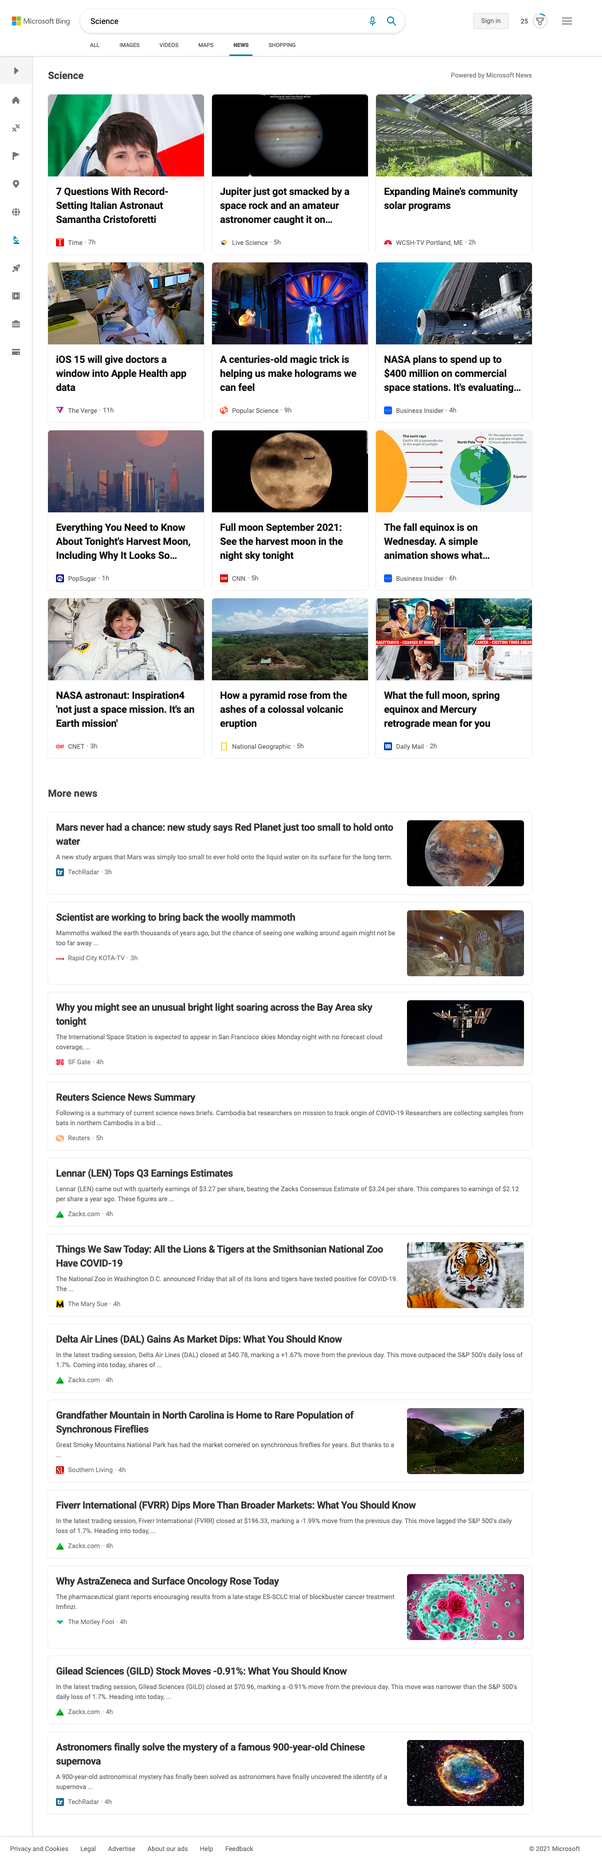 Microsoft Bing
Science
Sign in
25
ALL IMAGES VIDEOS MAPS NEWS SHOPPING
Science
Powered by Microsoft News
7 Questions With Record-
Setting Italian Astronaut
Samantha Cristoforetti
Time · 7h
Jupiter just got smacked by a
space rock and an amateur
astronomer caught it on...
Live Science · 5h
Expanding Maine's community
solar programs
WCSH-TV Portland, ME · 2h
iOS 15 will give doctors a
window into Apple Health app
data
The Verge · 11h
A centuries-old magic trick is
helping us make holograms we
can feel
Popular Science · 9h
NASA plans to spend up to
$400 million on commercial
space stations. It's evaluating...
Business Insider · 4h
Everything You Need to Know
About Tonight's Harvest Moon,
Including Why It Looks So...
PopSugar · 1h
Full moon September 2021:
See the harvest moon in the
night sky tonight
CNN · 5h
The sun's rays
North Pole
Equator
The fall equinox is on
Wednesday. A simple
animation shows what...
Business Insider · 6h
NASA astronaut: Inspiration4
'not just a space mission. It's an
Earth mission'
CNET · 3h
How a pyramid rose from the
ashes of a colossal volcanic
eruption
National Geographic · 5h
SAGITTARIUS - CHANGES AT HOME
CANCER - EXCITING TIMES AHEAD
What the full moon, spring
equinox and Mercury
retrograde mean for you
Daily Mail · 2h
More news
Mars never had a chance: new study says Red Planet just too small to hold onto
water
A new study argues that Mars was simply too small to ever hold onto the liquid water on its surface for the long term.
TechRadar · 3h
Scientist are working to bring back the woolly mammoth
Mammoths walked the earth thousands of years ago, but the chance of seeing one walking around again might not be
too far away ...
Rapid City KOTA-TV · 3h
Why you might see an unusual bright light soaring across the Bay Area sky
tonight
The International Space Station is expected to appear in San Francisco skies Monday night with no forecast cloud
coverage, ...
SF Gate · 4h
Reuters Science News Summary
Following is a summary of current science news briefs. Cambodia bat researchers on mission to track origin of COVID-19 Researchers are collecting samples from
bats in northern Cambodia in a bid ...
Reuters · 5h
Lennar (LEN) Tops Q3 Earnings Estimates
Lennar (LEN) came out with quarterly earnings of $3.27 per share, beating the Zacks Consensus Estimate of $3.24 per share. This compares to earnings of $2.12
per share a year ago. These figures are ...
Zacks.com · 4h
Things We Saw Today: All the Lions & Tigers at the Smithsonian National Zoo
Have COVID-19
The National Zoo in Washington D.C. announced Friday that all of its lions and tigers have tested positive for COVID-19.
The ...
The Mary Sue · 4h
Delta Air Lines (DAL) Gains As Market Dips: What You Should Know
In the latest trading session, Delta Air Lines (DAL) closed at $40.78, marking a +1.67% move from the previous day. This move outpaced the S&P 500's daily loss of
1.7%. Coming into today, shares of ...
Zacks.com · 4h
Grandfather Mountain in North Carolina is Home to Rare Population of
Synchronous Fireflies
Great Smoky Mountains National Park has had the market cornered on synchronous fireflies for years. But thanks to a
...
Southern Living · 4h
Fiverr International (FVRR) Dips More Than Broader Markets: What You Should Know
In the latest trading session, Fiverr International (FVRR) closed at $196.33, marking a -1.99% move from the previous day. This move lagged the S&P 500's daily
loss of 1.7%. Heading into today, ...
Zacks.com · 4h
Why AstraZeneca and Surface Oncology Rose Today
The pharmaceutical giant reports encouraging results from a late-stage ES-SCLC trial of blockbuster cancer treatment
Imfinzi.
The Motley Fool · 4h
Gilead Sciences (GILD) Stock Moves -0.91%: What You Should Know
In the latest trading session, Gilead Sciences (GILD) closed at $70.96, marking a -0.91% move from the previous day. This move was narrower than the S&P 500's
daily loss of 1.7%. Heading into today, ...
Zacks.com · 4h
Astronomers finally solve the mystery of a famous 900-year-old Chinese
supernova
A 900-year-old astronomical mystery has finally been solved as astronomers have finally uncovered the identity of a
supernova ...
TechRadar · 4h
Privacy and Cookies Legal Advertise About our ads Help Feedback
© 2021 Microsoft